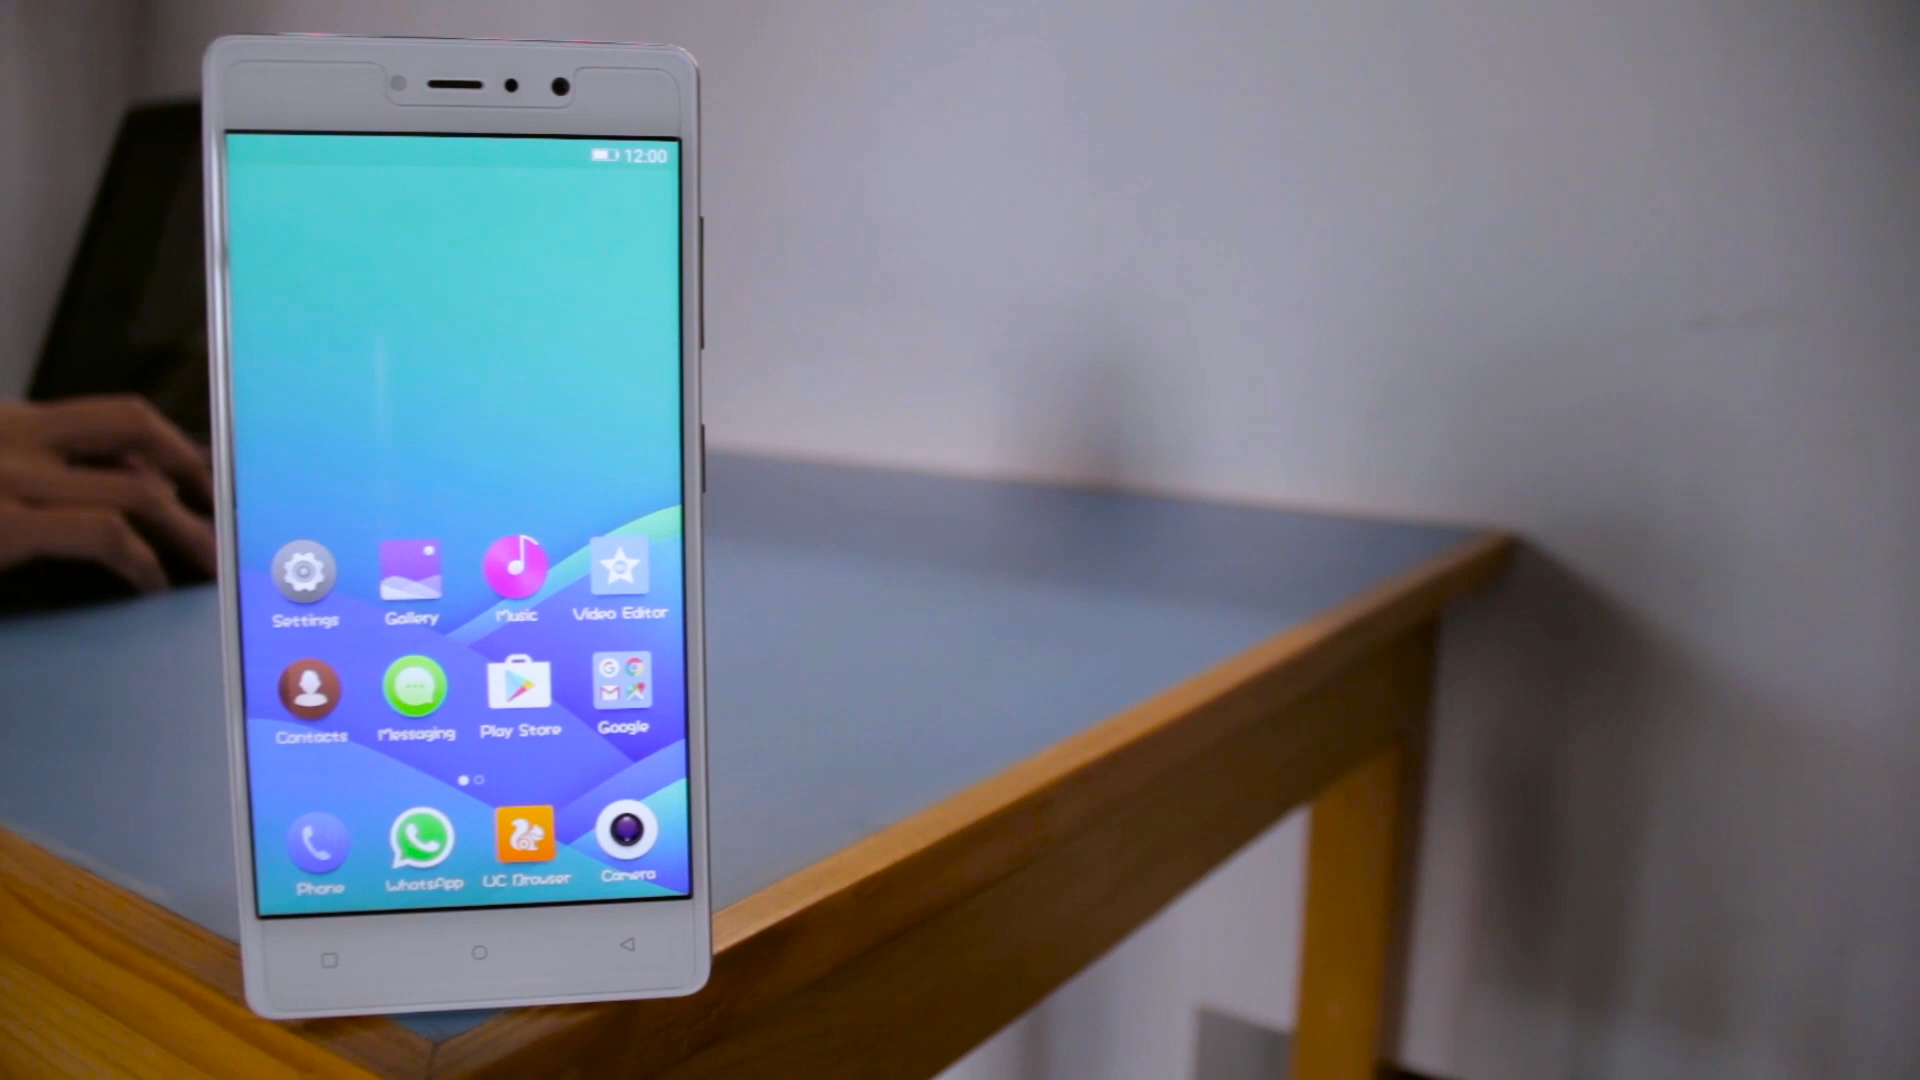 12:00
Settings Gallery Music Video Editor
Contacts Messaging Play Store Google
Phone WhatsApp UC Browser Camera